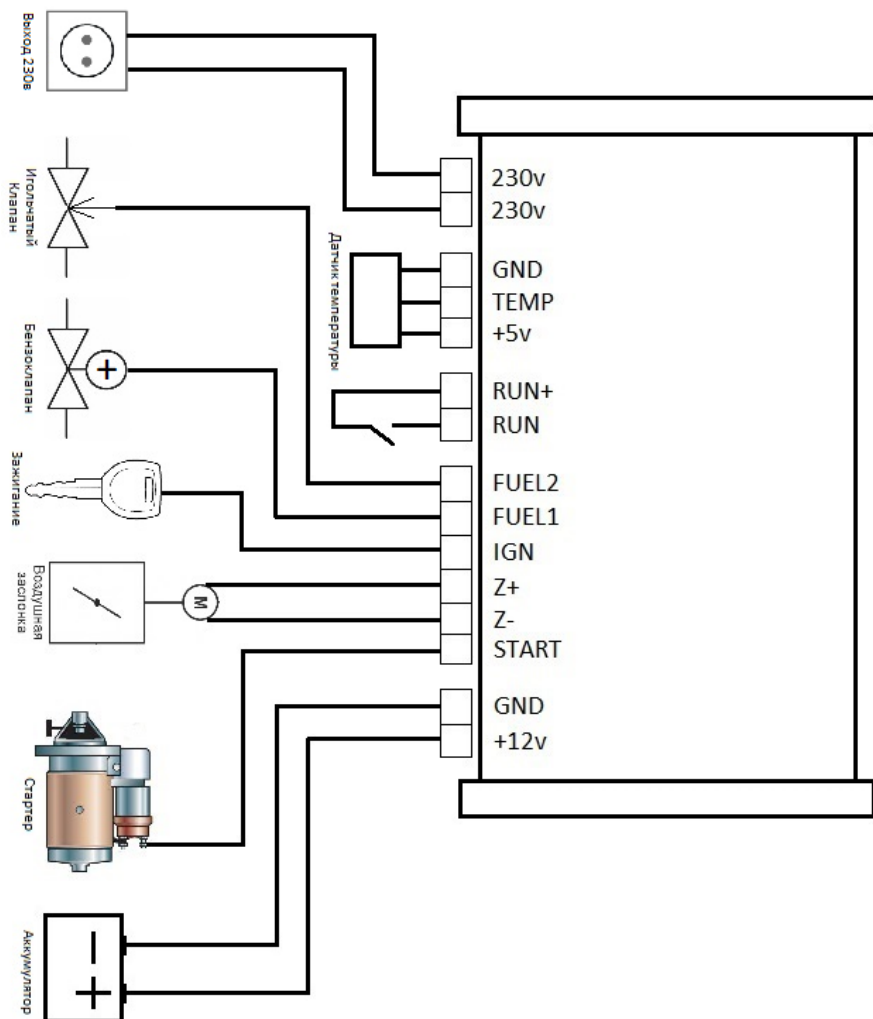 Выход 230в
Игольчатый
Клапан
Бензоклапан
Зажигание
Воздушная
заслонка
M
Стартер
Аккумулятор
Датчик температуры
230v
230v
GND
TEMP
+5v
RUN+
RUN
FUEL2
FUEL1
IGN
Z+
Z-
START
GND
+12v